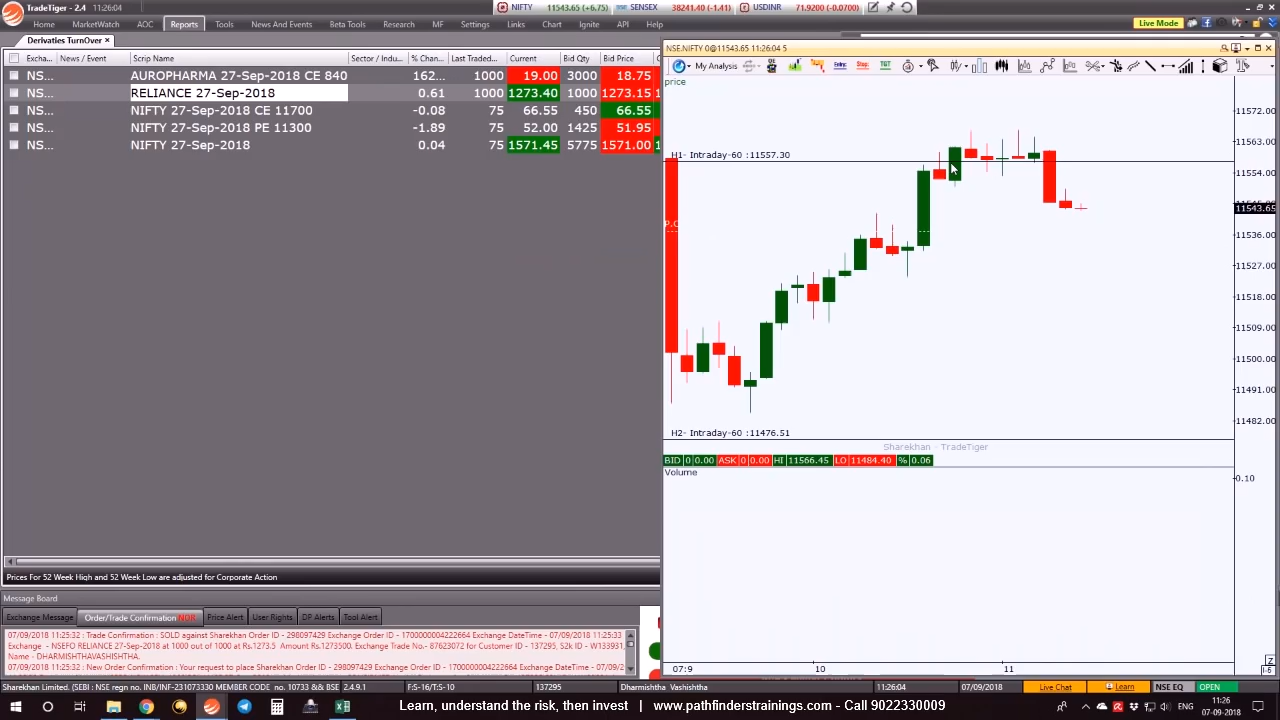 TradeTiger - 2.4 11:26:04
NIFTY 11543.65 (+6.75) SENSEX 38241.40 (-1.41) USDINR 71.9200 (-0.0700)
Home MarketWatch AOC Reports Tools News And Events Beta Tools Research MF Settings Links Chart Ignite API Help
Live Mode
Derivaties TurnOver ×
Excha... News / Event Scrip Name Sector / Indu... % Chan... Last Traded... Current Bid Qty Bid Price
NS... AUROPHARMA 27-Sep-2018 CE 840 162... 1000 19.00 3000 18.75
NS... RELIANCE 27-Sep-2018 0.61 1000 1273.40 1000 1273.15
NS... NIFTY 27-Sep-2018 CE 11700 -0.08 75 66.55 450 66.55
NS... NIFTY 27-Sep-2018 PE 11300 -1.89 75 52.00 1425 51.95
NS... NIFTY 27-Sep-2018 0.04 75 1571.45 5775 1571.00
Prices For 52 Week High and 52 Week Low are adjusted for Corporate Action
NSE.NIFTY 0@11543.65 11:26:04 5
My Analysis
price
H1- Intraday-60 :11557.30
P.C
H2- Intraday-60 :11476.51
Sharekhan - TradeTiger
BID 0 0.00 ASK 0 0.00 HI 11566.45 LO 11484.40 % 0.06
Volume
11572.00
11563.00
11554.00
11543.65
11536.00
11527.00
11518.00
11509.00
11500.00
11491.00
11482.00
0.10
07:9 10 11
Message Board
Exchange Message Order/Trade Confirmation Price Alert User Rights DP Alerts Tool Alert
07/09/2018 11:25:32 : Trade Confirmation : SOLD against Sharekhan Order ID - 298097429 Exchange Order ID - 1700000004222664 Exchange DateTime - 07/09/2018 11:25:33
Exchange - NSEFO RELIANCE 27-Sep-2018 at 1000 out of 1000 at Rs.1273.5 Amount Rs.1273500. Exchange Trade No.- 87623072 for Customer ID - 137295, S2k ID - W133931,
Name - DHARMISHTHAVASHISHTHA.
07/09/2018 11:25:32 : New Order Confirmation : Your request to place Sharekhan Order ID - 298097429 Exchange Order ID - 1700000004222664 Exchange DateTime - 07/09/2
Sharekhan Limited. (SEBI : NSE regn no. INB/INF-231073330 MEMBER CODE no. 10733 && BSE 2.4.9.1 F:S-16/T:S-10 137295 Dharmishtha Vashishtha 11:26:04 07/09/2018 Live Chat Learn NSE EQ OPEN
Learn, understand the risk, then invest | www.pathfinderstrainings.com - Call 9022330009
ENG
11:26
07-09-2018